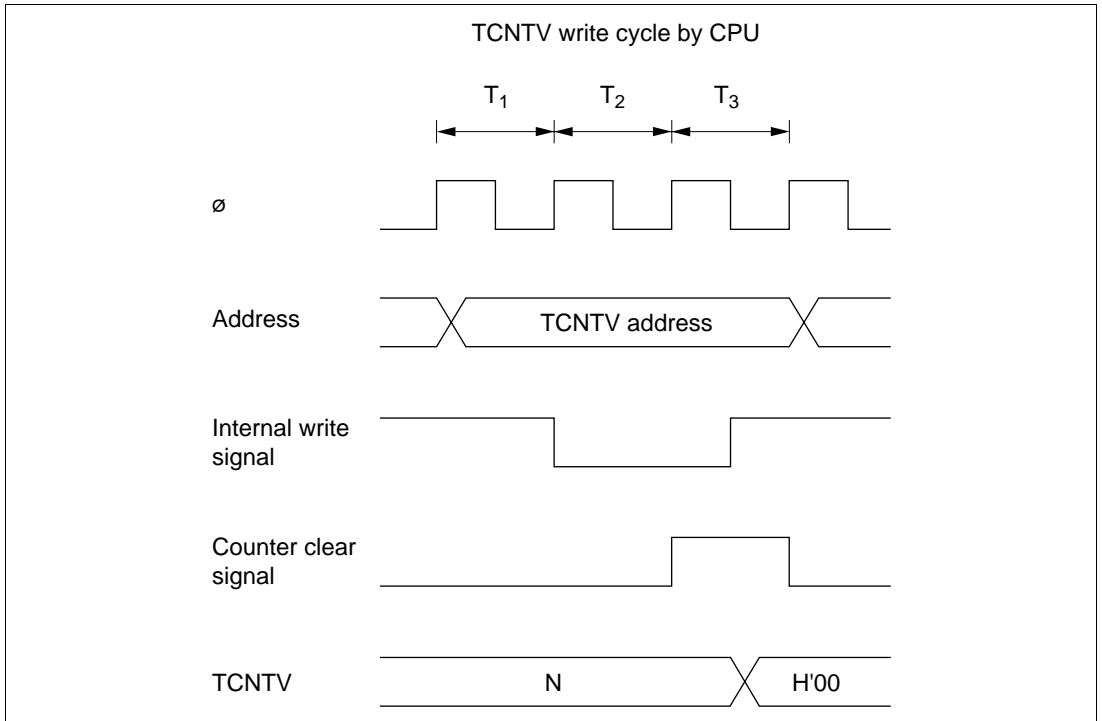 TCNTV write cycle by CPU
T1 T2 T3
ø
Address
TCNTV address
Internal write
signal
Counter clear
signal
TCNTV
N
H'00